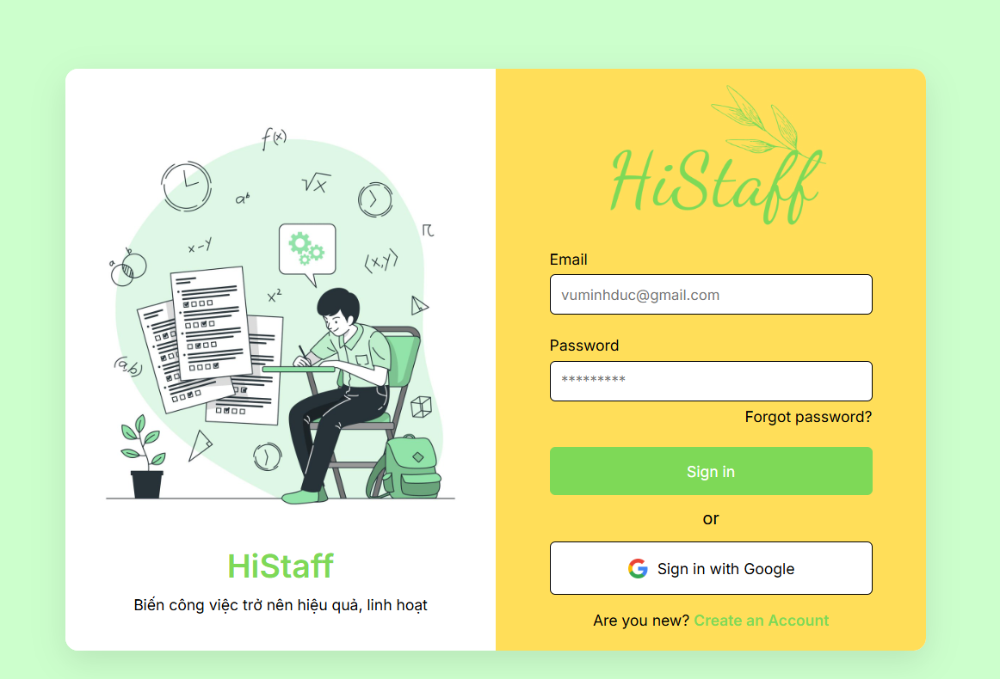 f(x)
√x
a^b
π
x-y
(x,y)
a b
x²
(a,b)
HiStaff
Biến công việc trở nên hiệu quả, linh hoạt
HiStaff
Email
vuminhduc@gmail.com
Password
*********
Forgot password?
Sign in
or
Sign in with Google
Are you new? Create an Account